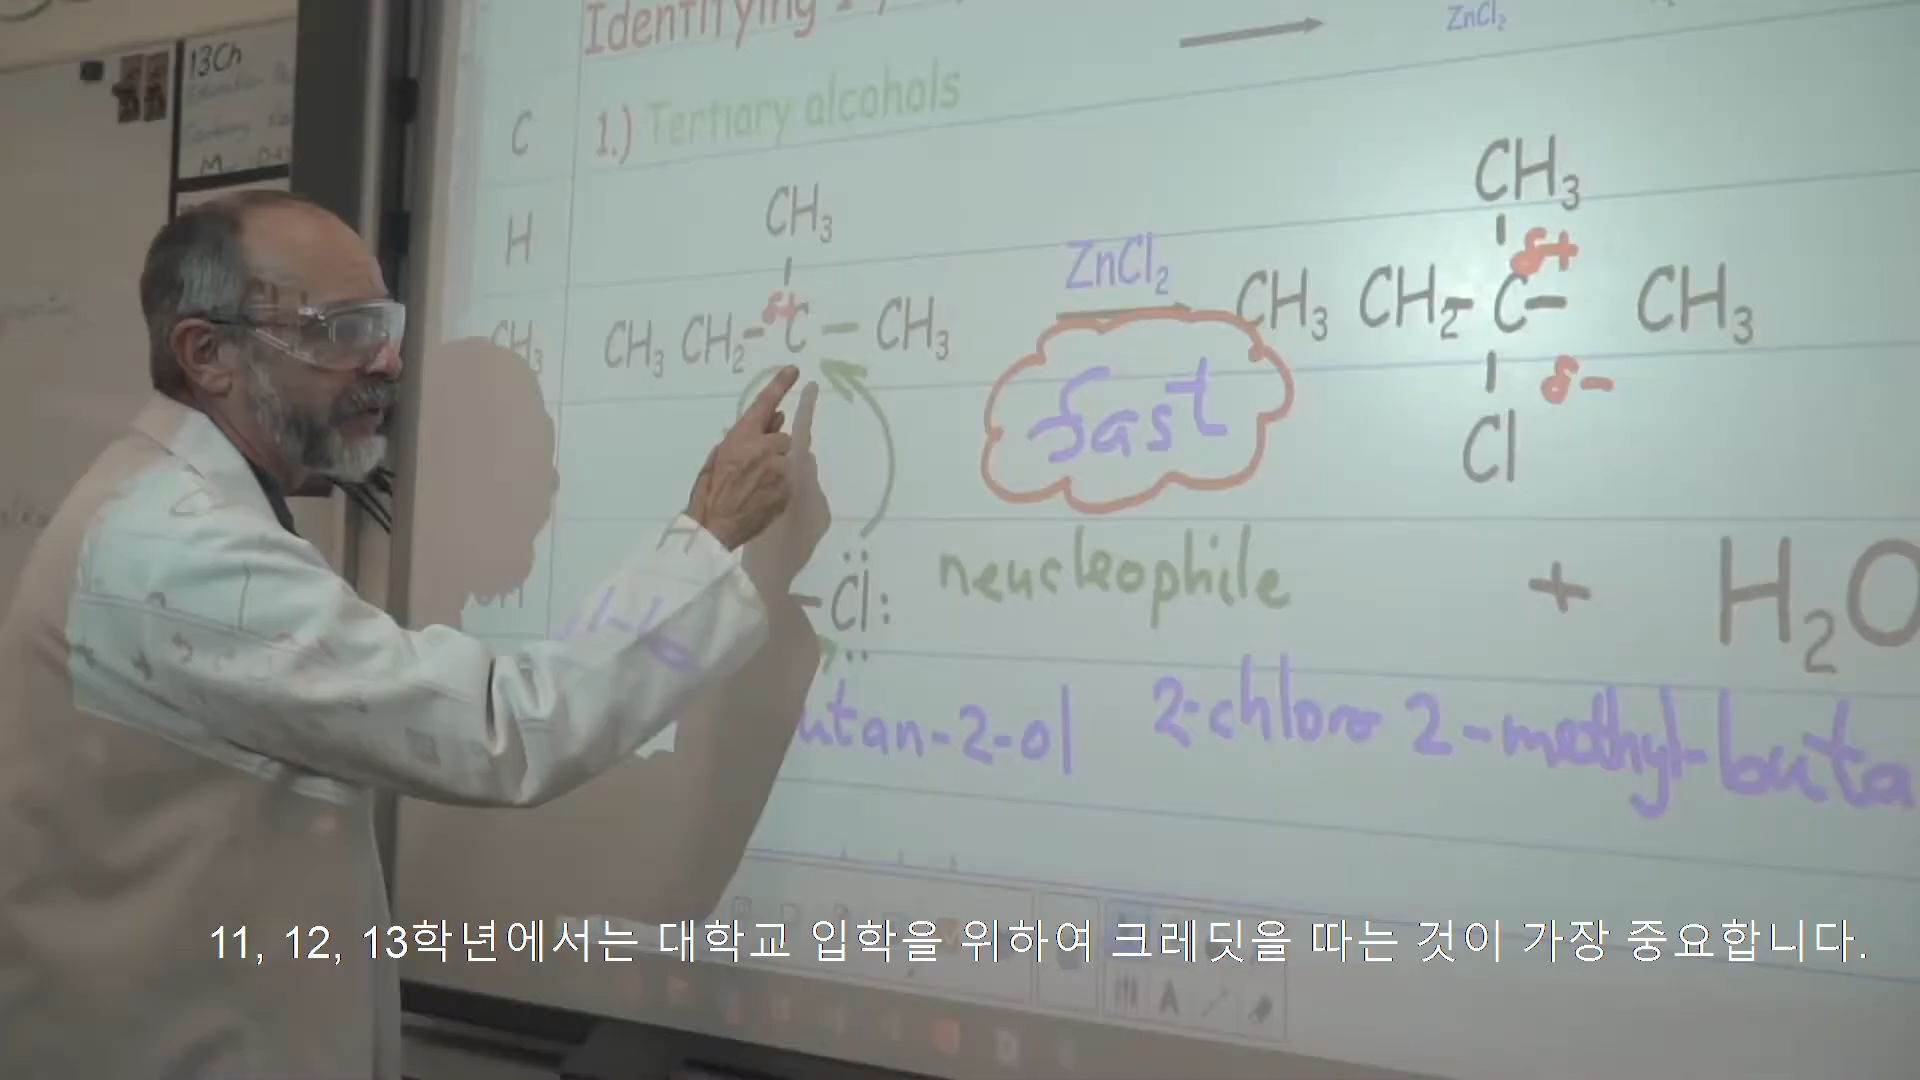 13Ch
Identifying
ZnCl2
C
1.) Tertiary alcohols
CH3
CH3
H
δ+
ZnCl2
δ+
CH3
CH3 CH2-C-CH3
CH3 CH2-C- CH3
δ-
fast
Cl
-Cl:
neucleophile
+ H2O
utan-2-ol
2-chloro 2-methyl-buta
11, 12, 13학년에서는 대학교 입학을 위하여 크레딧을 따는 것이 가장 중요합니다.
A